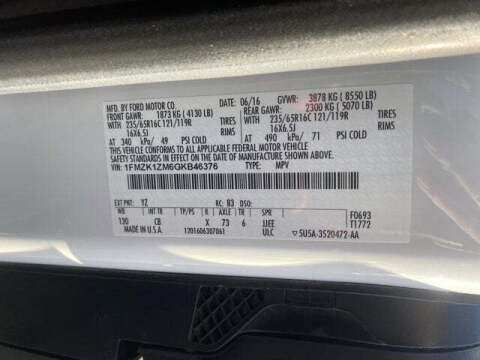 MFD. BY FORD MOTOR CO. DATE: 06/16 GVWR: 3878 KG ( 8550 LB)
FRONT GAWR: 1873 KG ( 4130 LB) REAR GAWR: 2300 KG ( 5070 LB)
WITH 235/65R16C 121/119R TIRES WITH 235/65R16C 121/119R TIRES
16X6.5J RIMS 16X6.5J RIMS
AT 340 kPa/ 49 PSI COLD AT 490 kPa/ 71 PSI COLD
THIS VEHICLE CONFORMS TO ALL APPLICABLE FEDERAL MOTOR VEHICLE
SAFETY STANDARDS IN EFFECT ON THE DATE OF MANUFACTURE SHOWN ABOVE.
VIN: 1FMZK1ZM6GKB46376 TYPE: MPV
EXT PNT: YZ RC: 83 DSO:
WB INT TR TP/PS R AXLE TR SPR F0693
130 CB X 73 6 JJEE T1772
MADE IN U.S.A. 1201606307061 ULC 5U5A-3520472-AA